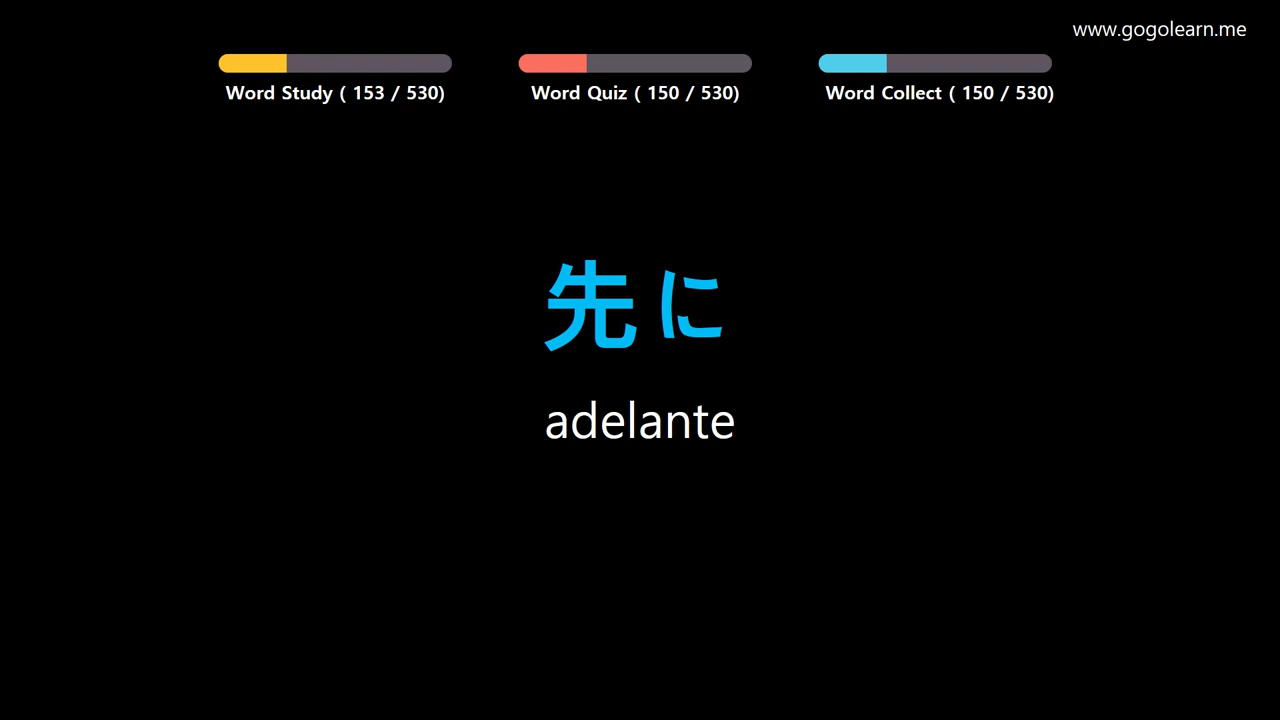 www.gogolearn.me
Word Study ( 153 / 530)
Word Quiz ( 150 / 530)
Word Collect ( 150 / 530)
先に
adelante